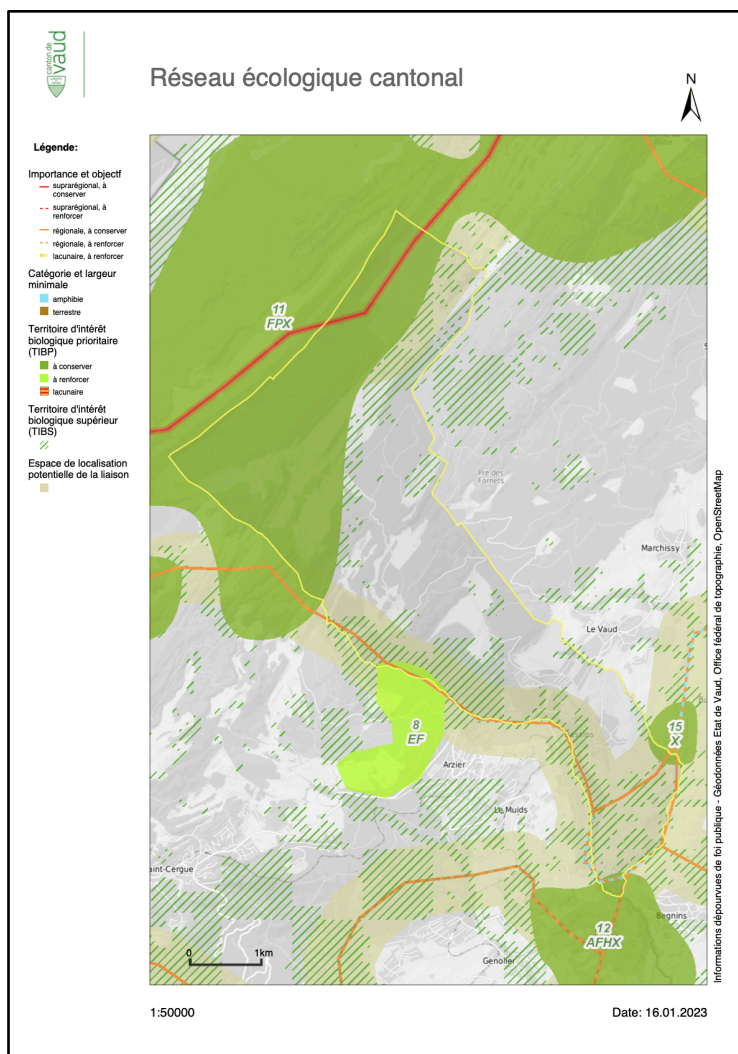 canton de
vaud
Réseau écologique cantonal
N
Légende:
Importance et objectf
suprarégional, à
conserver
suprarégional, à
renforcer
régionale, à conserver
régionale, à renforcer
lacunaire, à renforcer
Catégorie et largeur
minimale
amphibie
terrestre
Territoire d'intérêt
biologique prioritaire
(TIBP)
à conserver
à renforcer
lacunaire
Territoire d'intérêt
biologique supérieur
(TIBS)
Espace de localisation
potentielle de la liaison
11
FPX
Pré des
Fornets
Marchissy
Le Vaud
15
X
8
EF
Arzier
Le Muids
aint-Cergue
12
AFHX
Begnins
Genolier
1km
Informations dépourvues de foi publique - Géodonnées Etat de Vaud, Office fédéral de topographie, OpenStreetMap
1:50000
Date: 16.01.2023